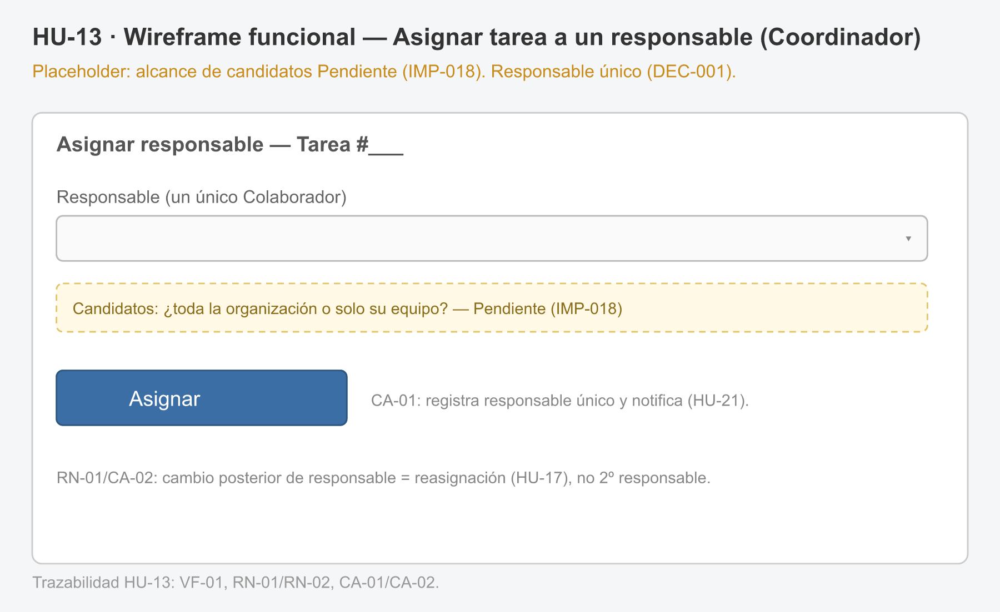 HU-13 · Wireframe funcional — Asignar tarea a un responsable (Coordinador)
Placeholder: alcance de candidatos Pendiente (IMP-018). Responsable único (DEC-001).
Asignar responsable — Tarea #___
Responsable (un único Colaborador)
▾
Candidatos: ¿toda la organización o solo su equipo? — Pendiente (IMP-018)
Asignar
CA-01: registra responsable único y notifica (HU-21).
RN-01/CA-02: cambio posterior de responsable = reasignación (HU-17), no 2º responsable.
Trazabilidad HU-13: VF-01, RN-01/RN-02, CA-01/CA-02.